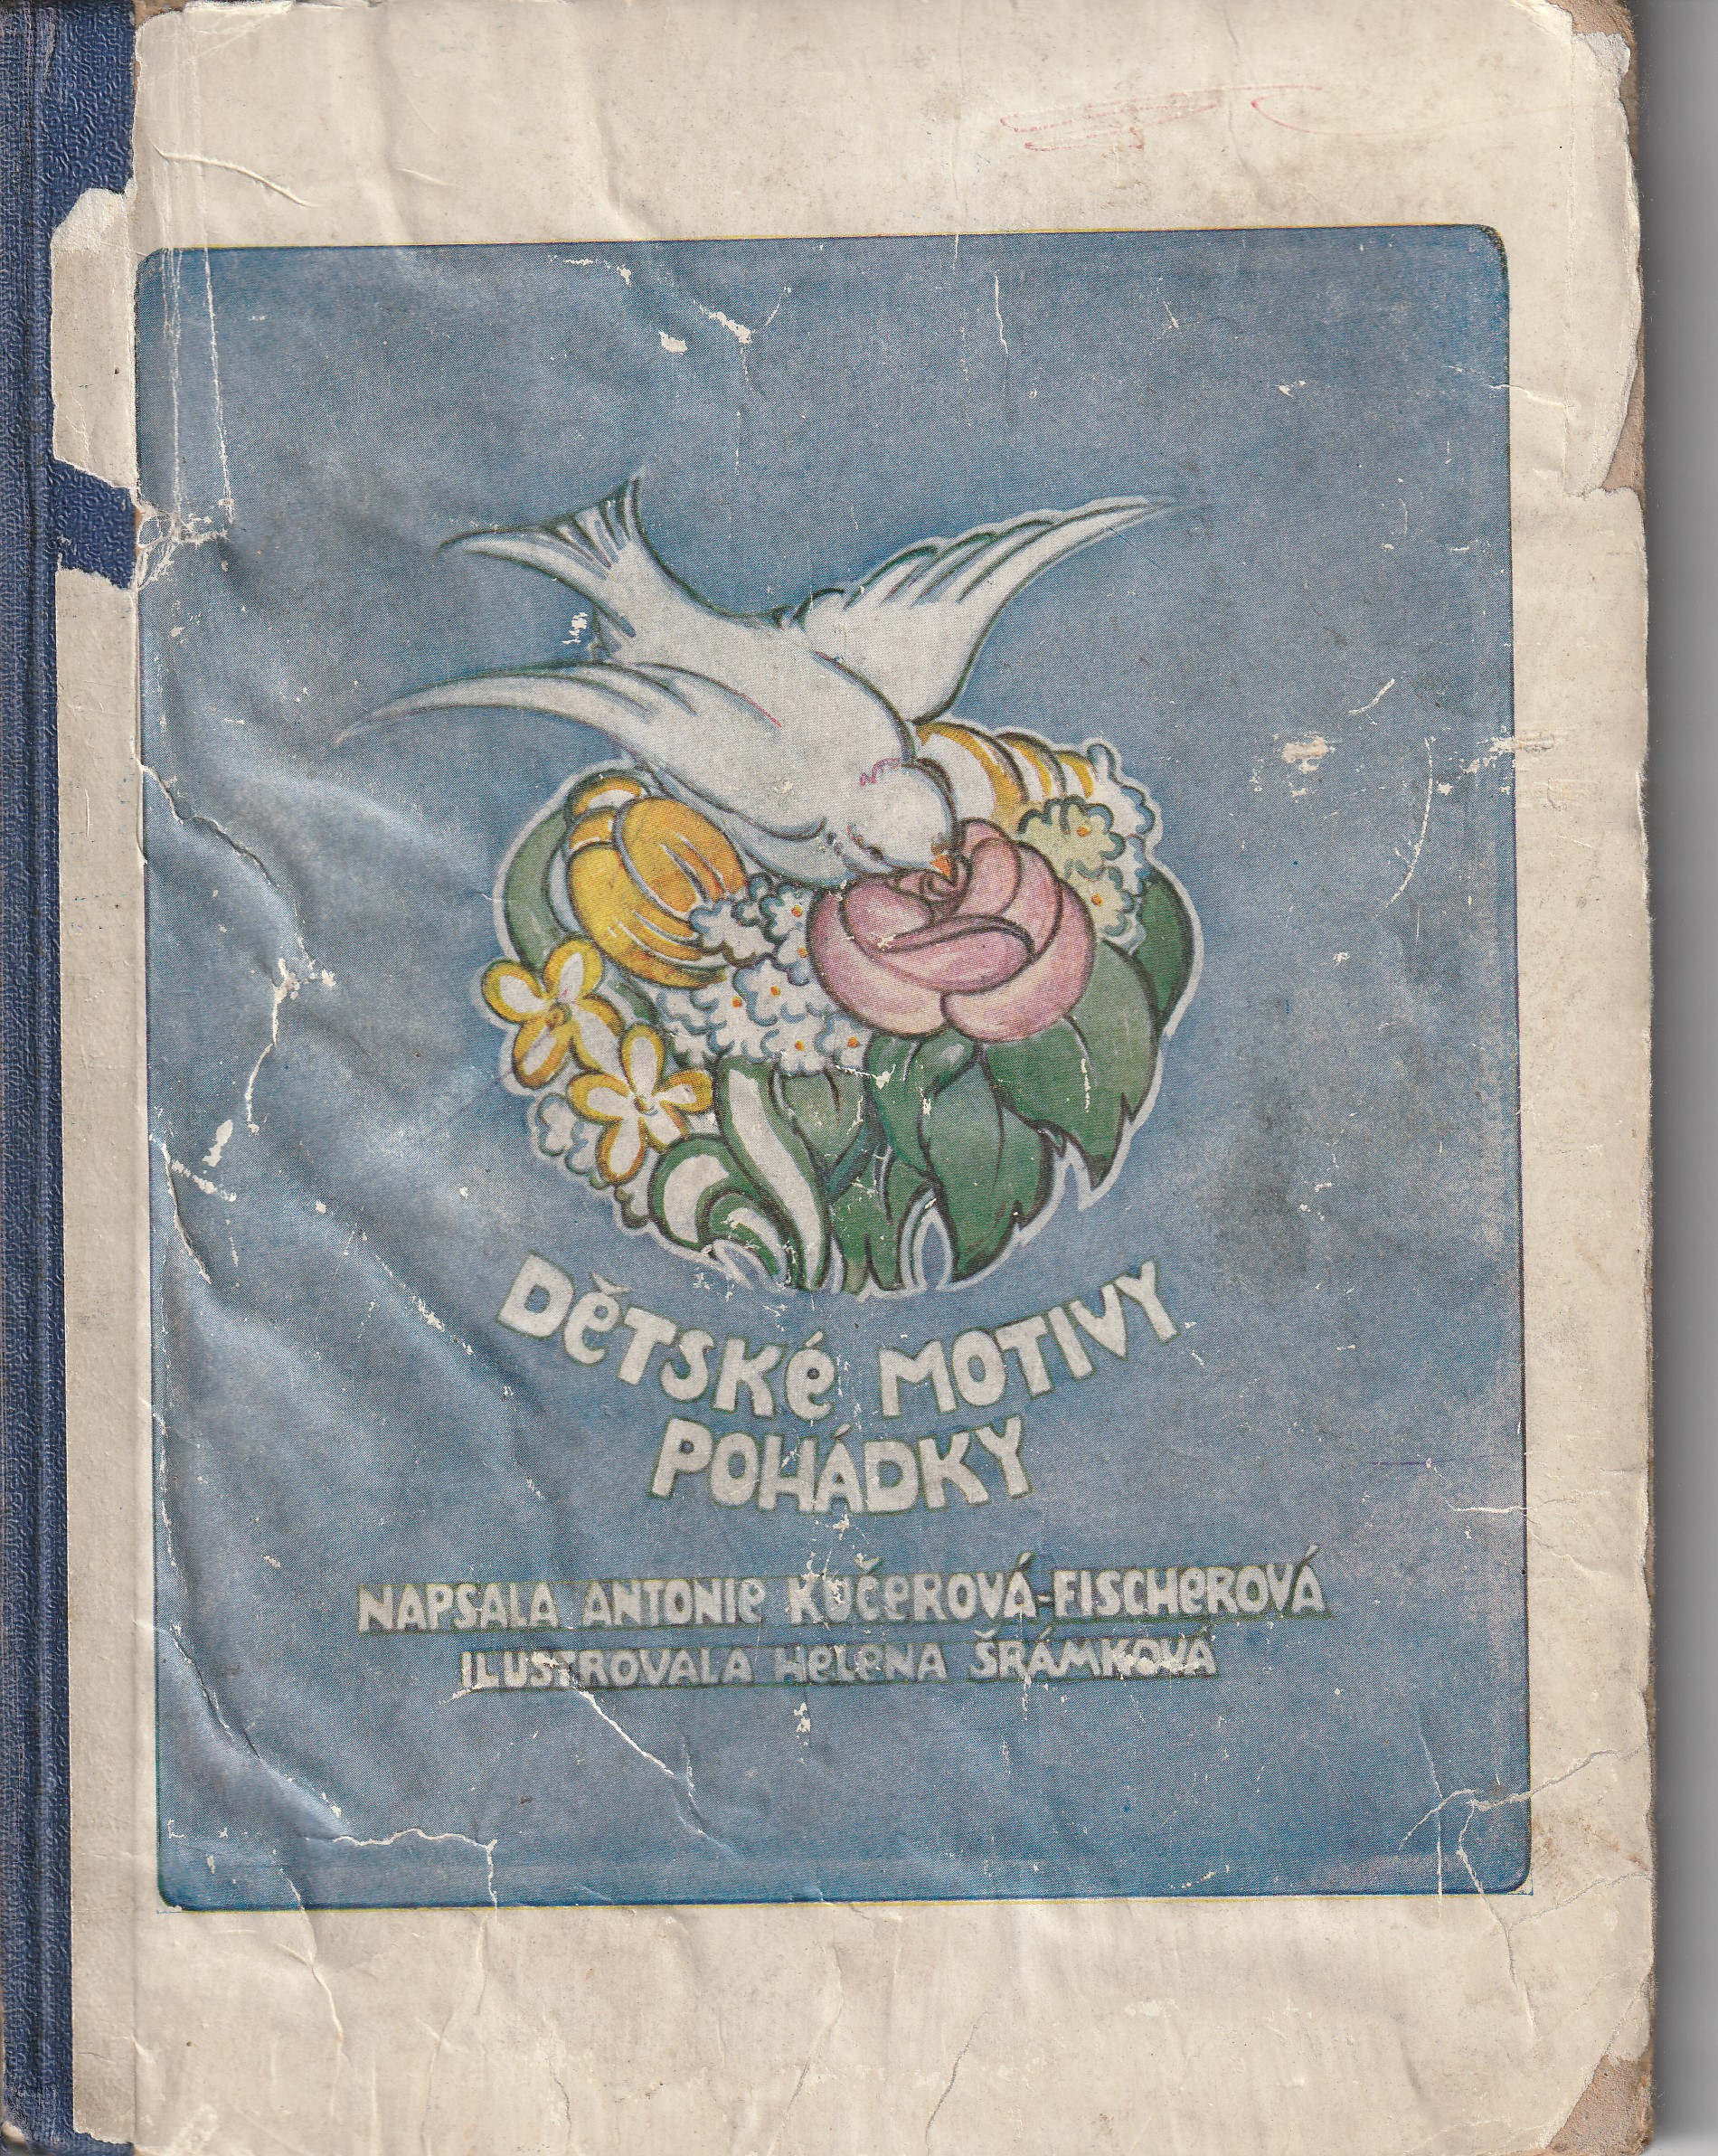 DĚTSKÉ MOTIVY
POHÁDKY
NAPSALA ANTONIE KUČEROVÁ-FISCHEROVÁ
ILUSTROVALA HELENA ŠRÁMKOVÁ